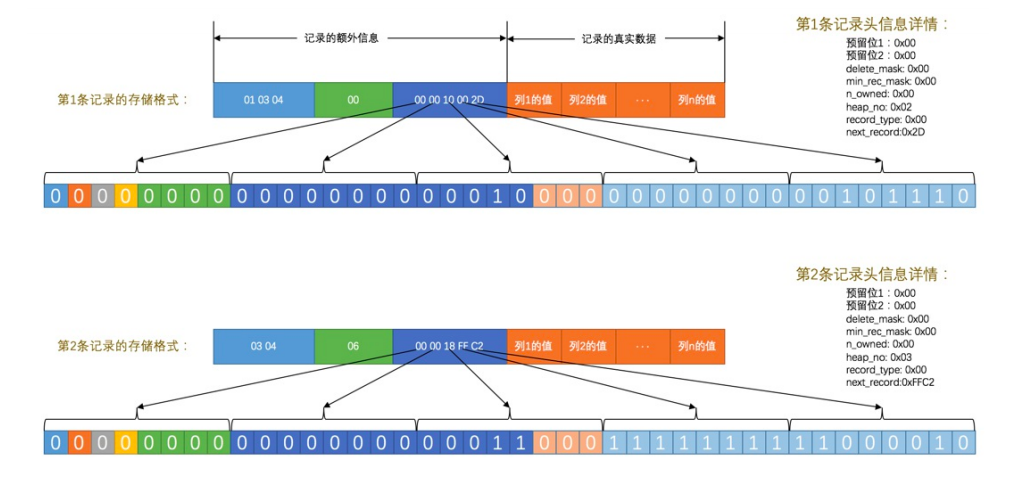 记录的额外信息
记录的真实数据
第1条记录头信息详情：
预留位1：0x00
预留位2：0x00
delete_mask: 0x00
min_rec_mask: 0x00
n_owned: 0x00
heap_no: 0x02
record_type: 0x00
next_record:0x2D
第1条记录的存储格式：
01 03 04
00
00 00 10 00 2D
列1的值
列2的值
...
列n的值
0 0 0 0 0 0 0 0 0 0 0 0 0 0 0 0 0 0 0 1 0 0 0 0 0 0 0 0 0 0 0 0 0 0 1 0 1 1 1 0
第2条记录头信息详情：
预留位1：0x00
预留位2：0x00
delete_mask: 0x00
min_rec_mask: 0x00
n_owned: 0x00
heap_no: 0x03
record_type: 0x00
next_record:0xFFC2
第2条记录的存储格式：
03 04
06
00 00 18 FF C2
列1的值
列2的值
...
列n的值
0 0 0 0 0 0 0 0 0 0 0 0 0 0 0 0 0 0 0 1 1 0 0 0 1 1 1 1 1 1 1 1 1 1 0 0 0 0 1 0